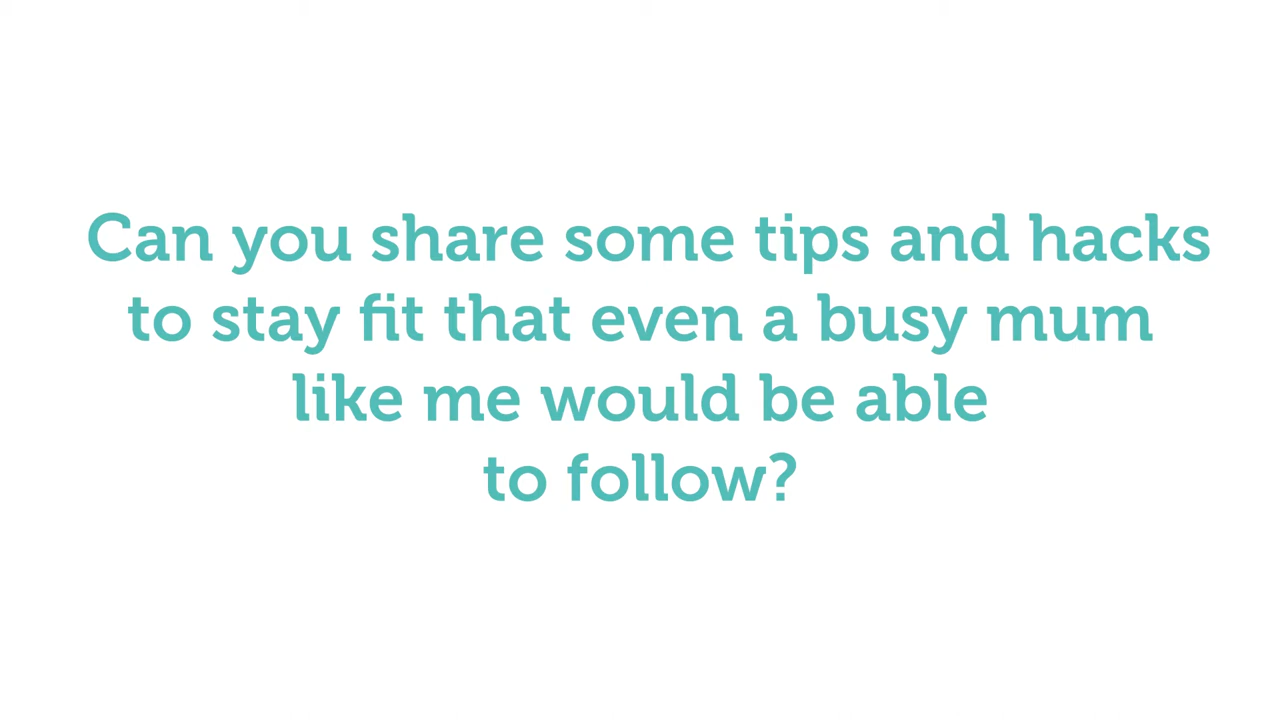 Can you share some tips and hacks
to stay fit that even a busy mum
like me would be able
to follow?